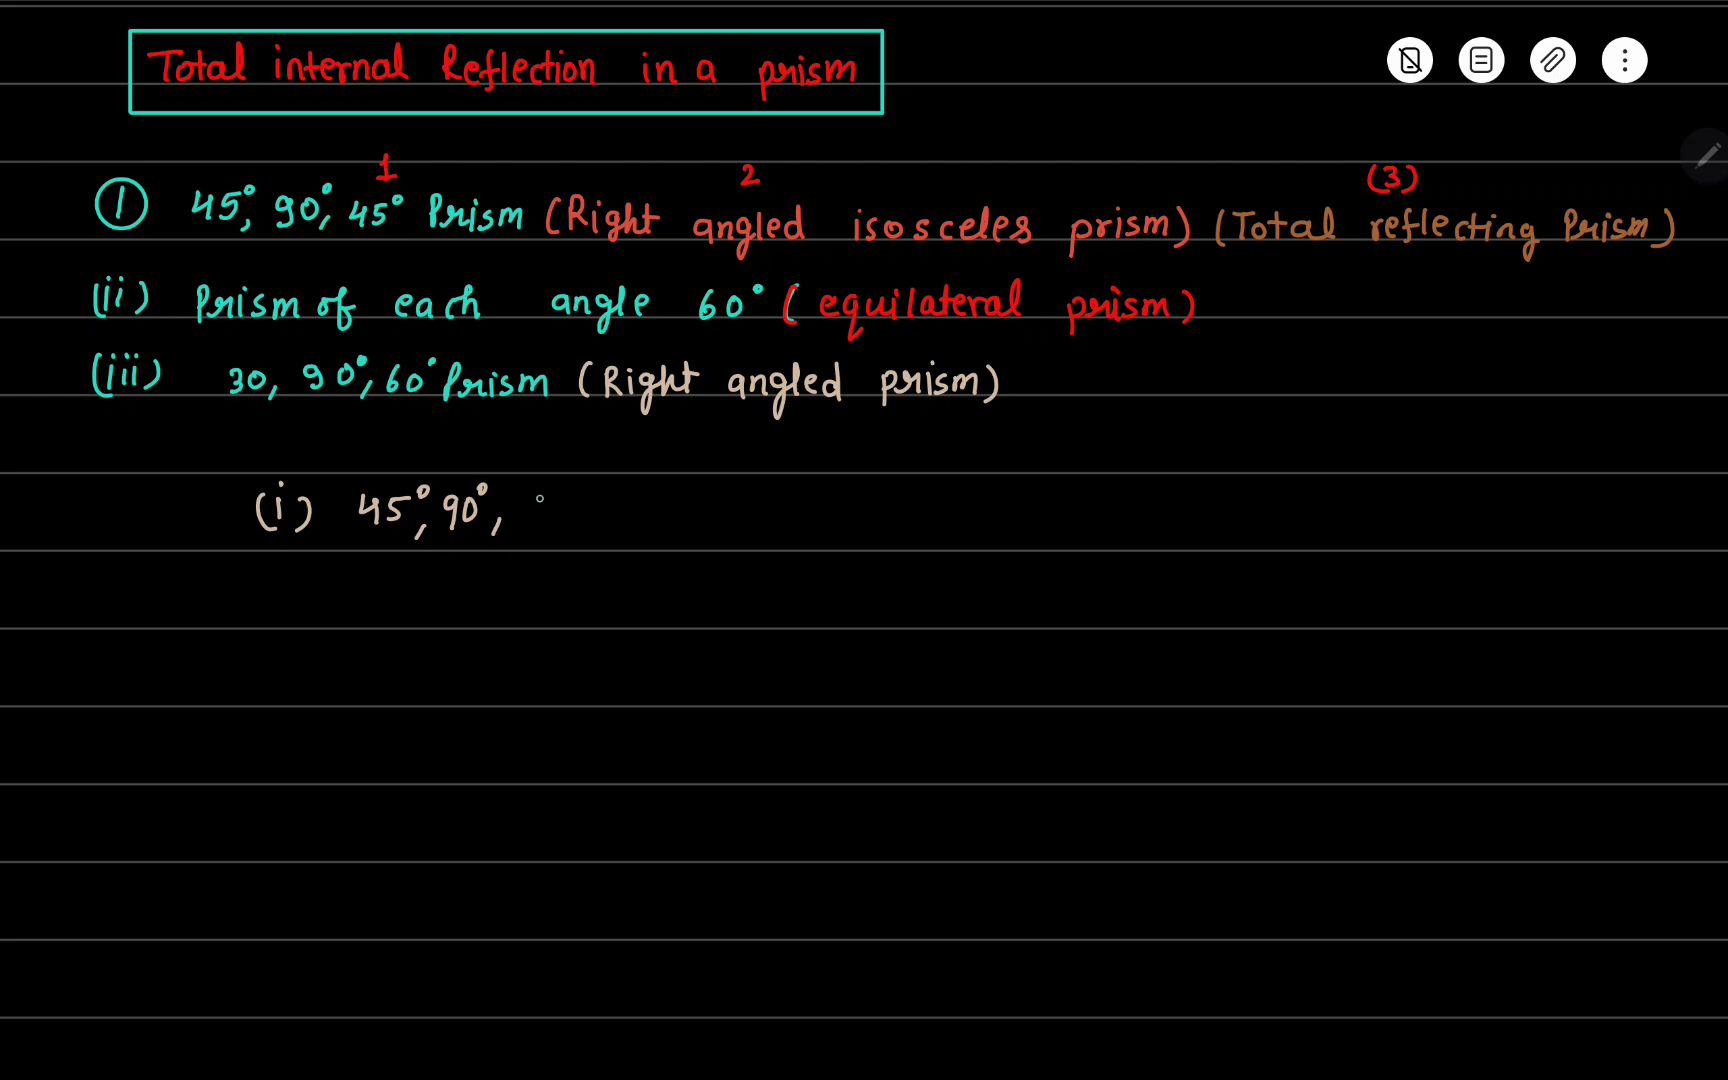 Total internal Reflection in a prism
1 2 (3)
① 45°, 90°, 45° Prism (Right angled isosceles prism) (Total reflecting Prism)
(ii) Prism of each angle 60° (equilateral prism)
(iii) 30, 90°, 60° Prism (Right angled prism)
(i) 45°, 90°,